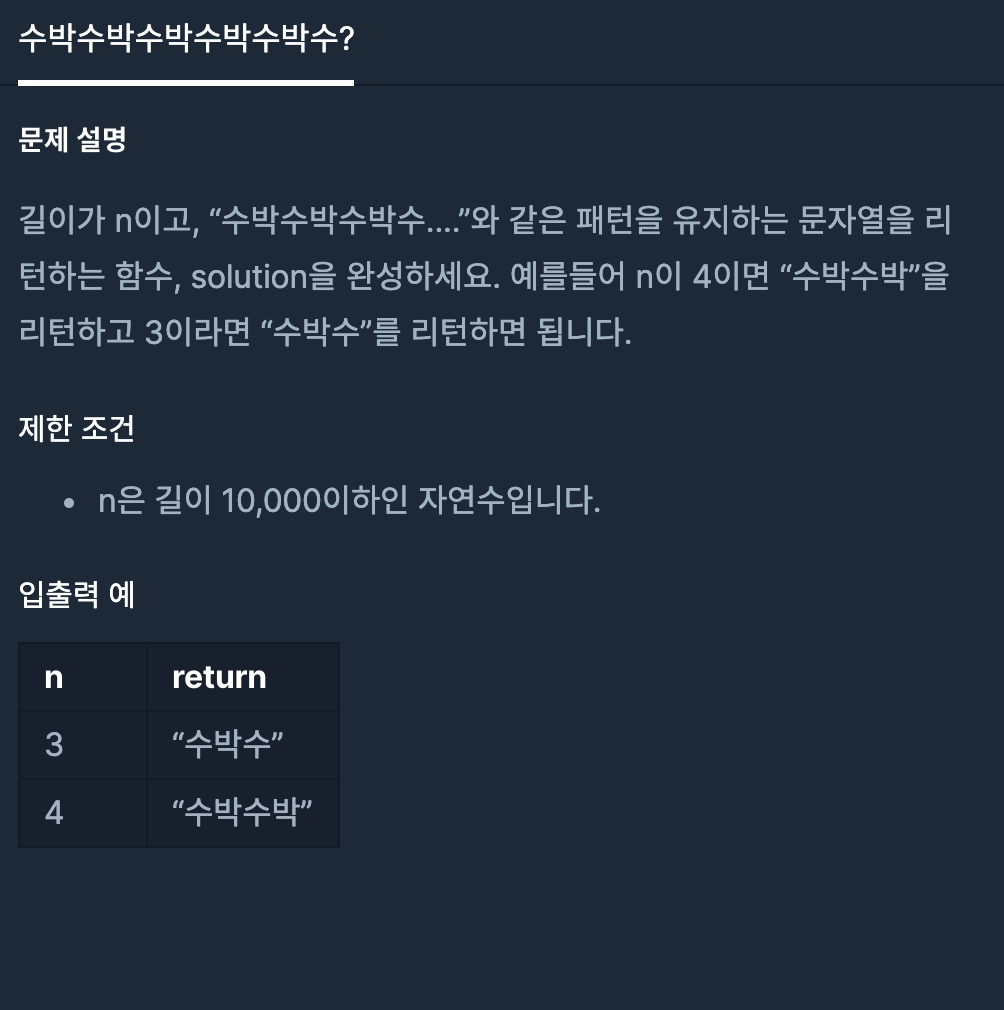 수박수박수박수박수박수?
문제 설명
길이가 n이고, “수박수박수박수....”와 같은 패턴을 유지하는 문자열을 리
턴하는 함수, solution을 완성하세요. 예를들어 n이 4이면 “수박수박”을
리턴하고 3이라면 “수박수”를 리턴하면 됩니다.
제한 조건
• n은 길이 10,000이하인 자연수입니다.
입출력 예
n return
3 “수박수”
4 “수박수박”